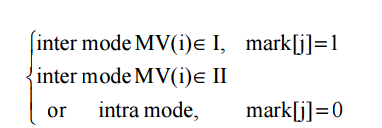 inter mode MV(i)∈ I, mark[j]=1
inter mode MV(i)∈ II
or intra mode, mark[j]=0